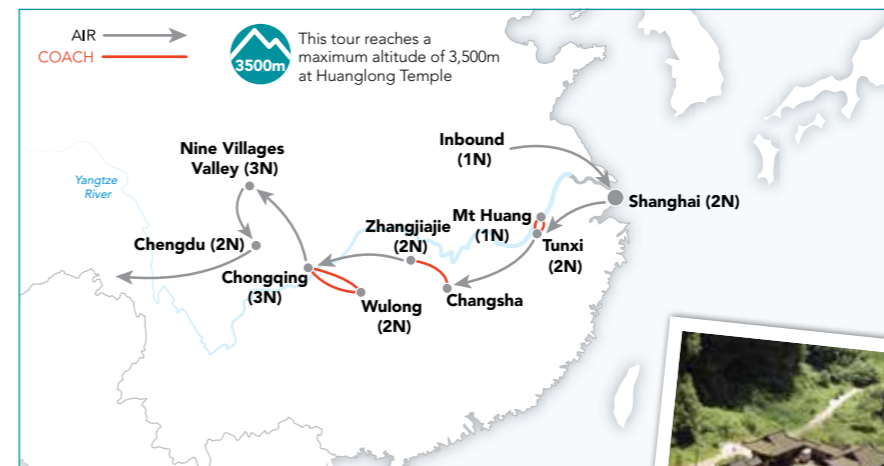 AIR
COACH
3500m
This tour reaches a
maximum altitude of 3,500m
at Huanglong Temple
Inbound
(1N)
Nine Villages
Valley (3N)
Yangtze
River
Shanghai (2N)
Mt Huang
(1N)
Zhangjiajie
(2N)
Tunxi
(2N)
Chengdu (2N)
Chongqing
(3N)
Changsha
Wulong
(2N)